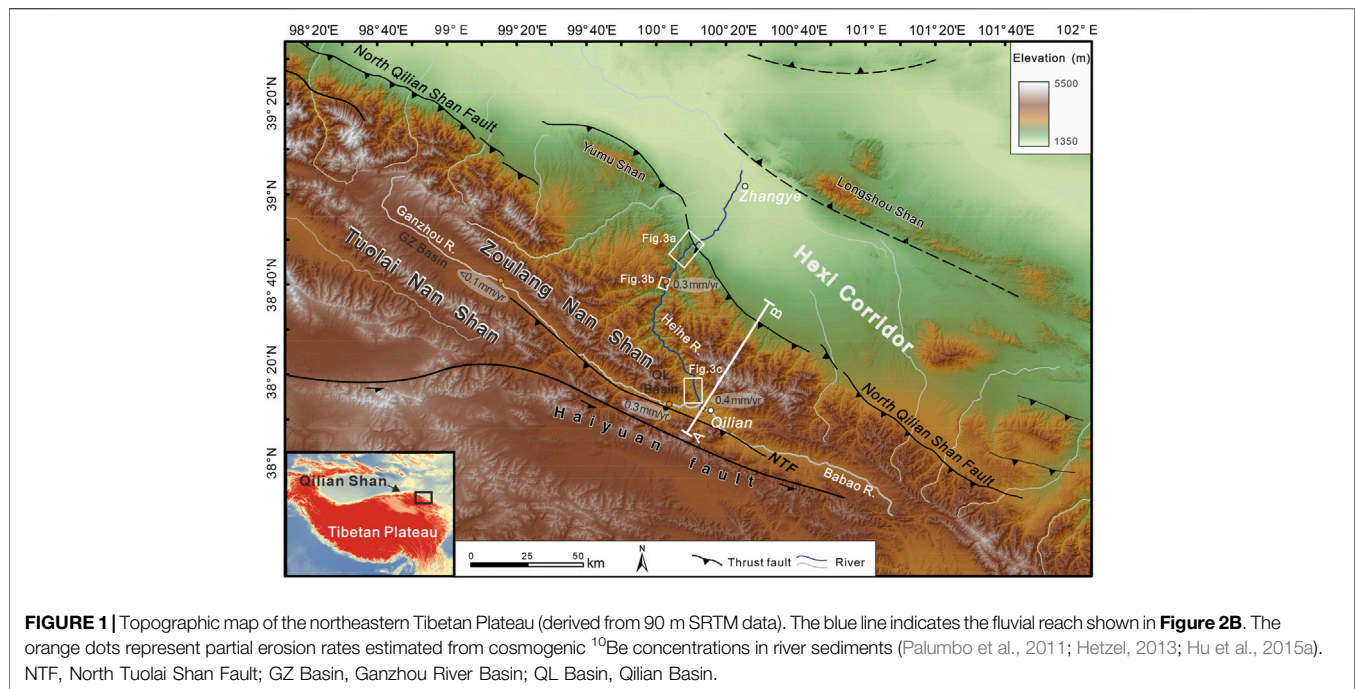 98° 20'E
98° 40'E
99° E
99° 20'E
99° 40'E
100° E
100° 20'E
100° 40'E
101° E
101° 20'E
101° 40'E
102° E
39° 20'
39°N
38° 40'
38° 20'
38°N
North Qilian Shan Fault
Elevation (m)
5500
1350
Yumu Shan
Longshou Shan
Zhangye
Ganzhou R.
GZ Basin
Fig.3a
Hexi Corridor
Tuolai Nan Shan
Zoulang Nan Shan
<0.1mm/yr
Fig.3b
0.3mm/yr
Heihe R.
B
QL
Basin
Fig.3c
0.3mm/yr
0.4mm/yr
Qilian
A
North Qilian Shan Fault
Haiyuan fault
NTF
Babao R.
Qilian Shan
Tibetan Plateau
0 25 50
km
N
Thrust fault
River
FIGURE 1 | Topographic map of the northeastern Tibetan Plateau (derived from 90 m SRTM data). The blue line indicates the fluvial reach shown in Figure 2B. The
orange dots represent partial erosion rates estimated from cosmogenic ¹⁰Be concentrations in river sediments (Palumbo et al., 2011; Hetzel, 2013; Hu et al., 2015a).
NTF, North Tuolai Shan Fault; GZ Basin, Ganzhou River Basin; QL Basin, Qilian Basin.